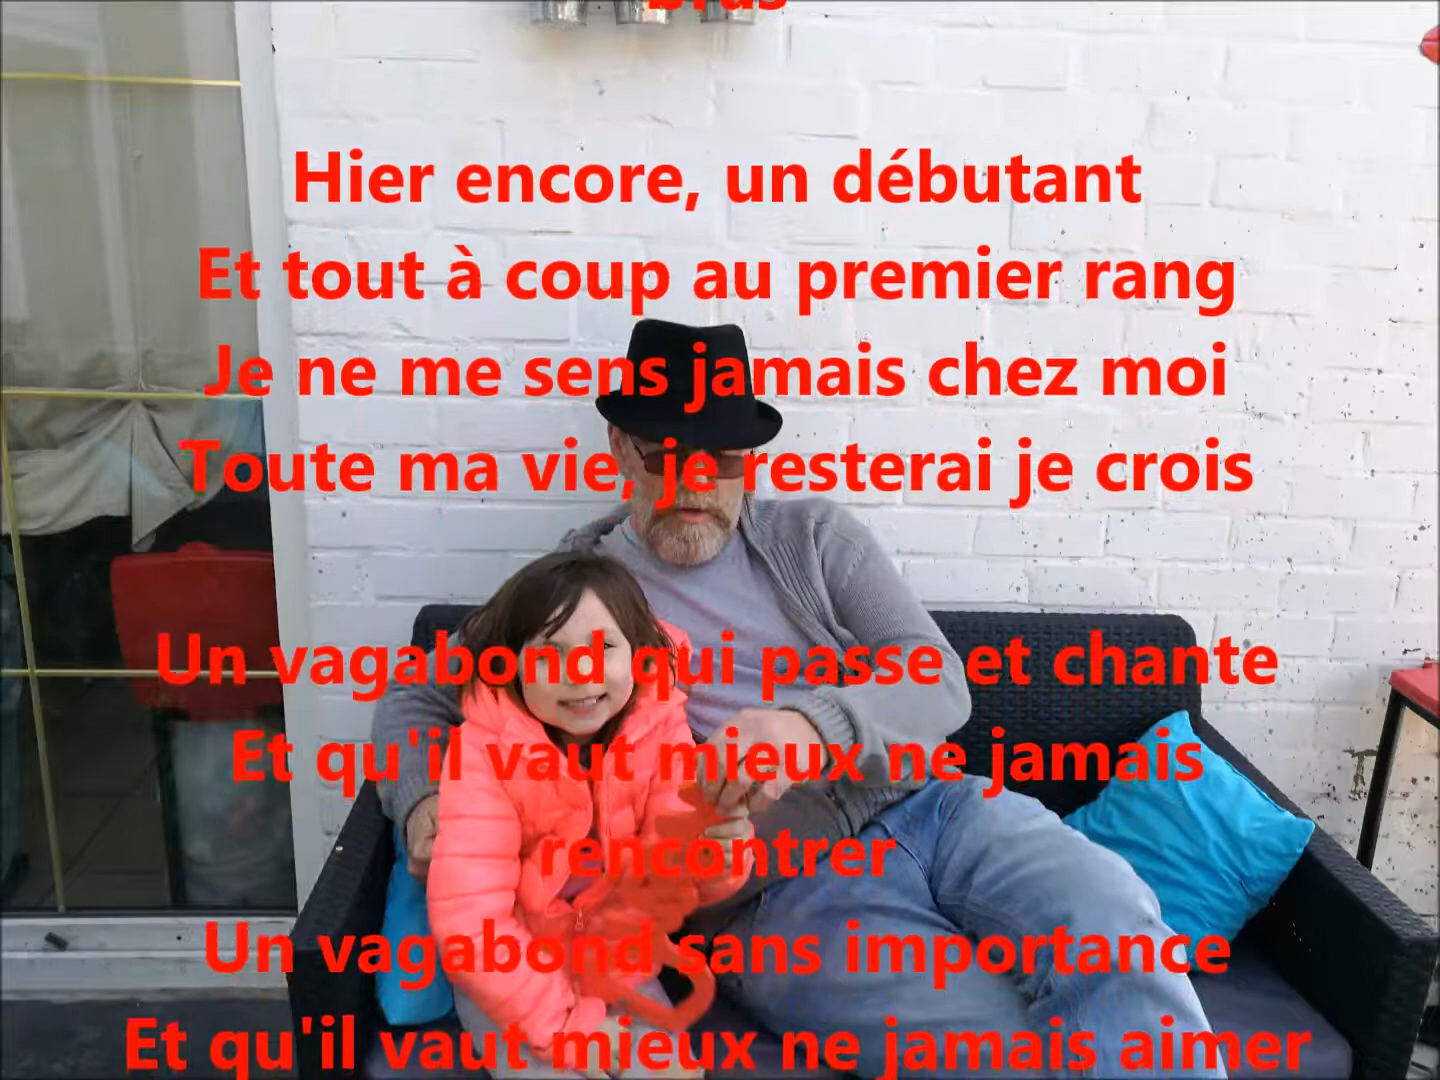 Hier encore, un débutant
Et tout à coup au premier rang
Je ne me sens jamais chez moi
Toute ma vie, je resterai je crois
Un vagabond qui passe et chante
Et qu'il vaut mieux ne jamais
rencontrer
Un vagabond sans importance
Et qu'il vaut mieux ne jamais aimer